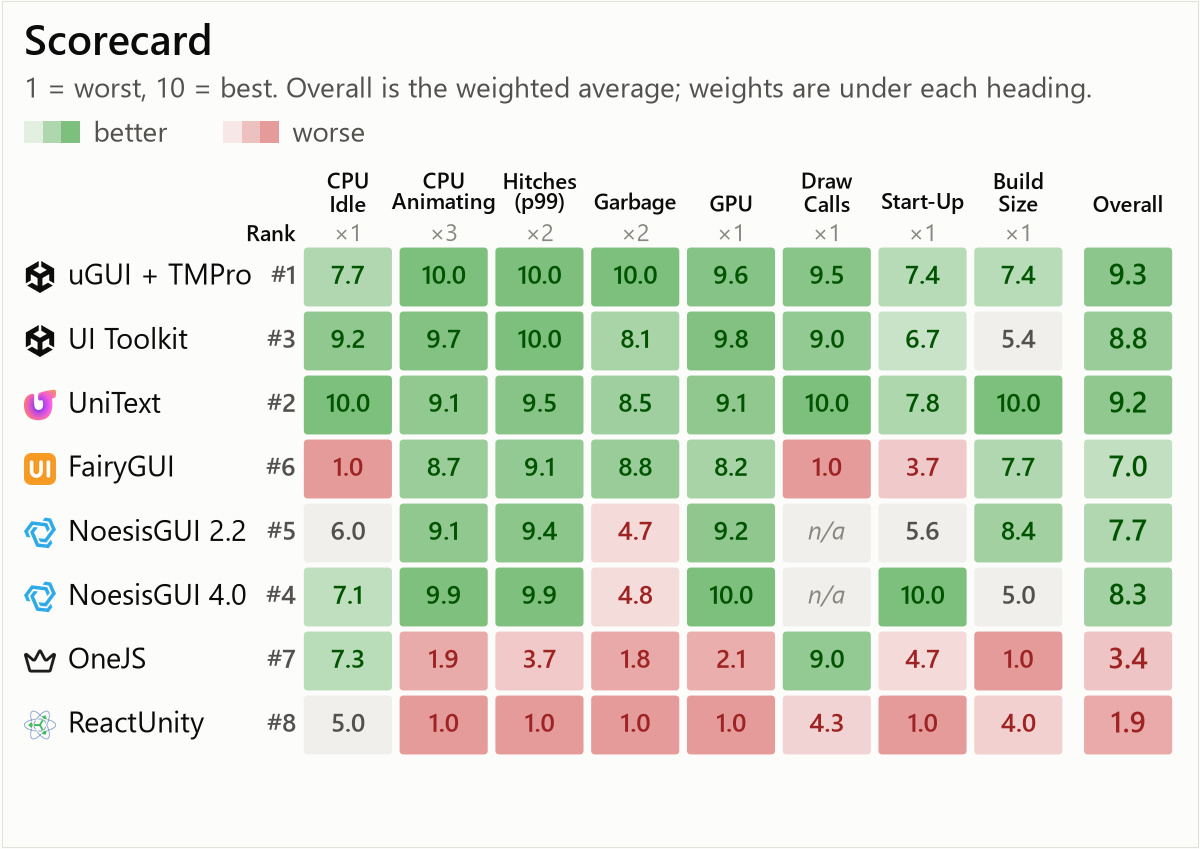 Scorecard
1 = worst, 10 = best. Overall is the weighted average; weights are under each heading.
better worse
Rank CPU Idle ×1 CPU Animating ×3 Hitches (p99) ×2 Garbage ×2 GPU ×1 Draw Calls ×1 Start-Up ×1 Build Size ×1 Overall
uGUI + TMPro #1 7.7 10.0 10.0 10.0 9.6 9.5 7.4 7.4 9.3
UI Toolkit #3 9.2 9.7 10.0 8.1 9.8 9.0 6.7 5.4 8.8
UniText #2 10.0 9.1 9.5 8.5 9.1 10.0 7.8 10.0 9.2
UI FairyGUI #6 1.0 8.7 9.1 8.8 8.2 1.0 3.7 7.7 7.0
NoesisGUI 2.2 #5 6.0 9.1 9.4 4.7 9.2 n/a 5.6 8.4 7.7
NoesisGUI 4.0 #4 7.1 9.9 9.9 4.8 10.0 n/a 10.0 5.0 8.3
OneJS #7 7.3 1.9 3.7 1.8 2.1 9.0 4.7 1.0 3.4
ReactUnity #8 5.0 1.0 1.0 1.0 1.0 4.3 1.0 4.0 1.9